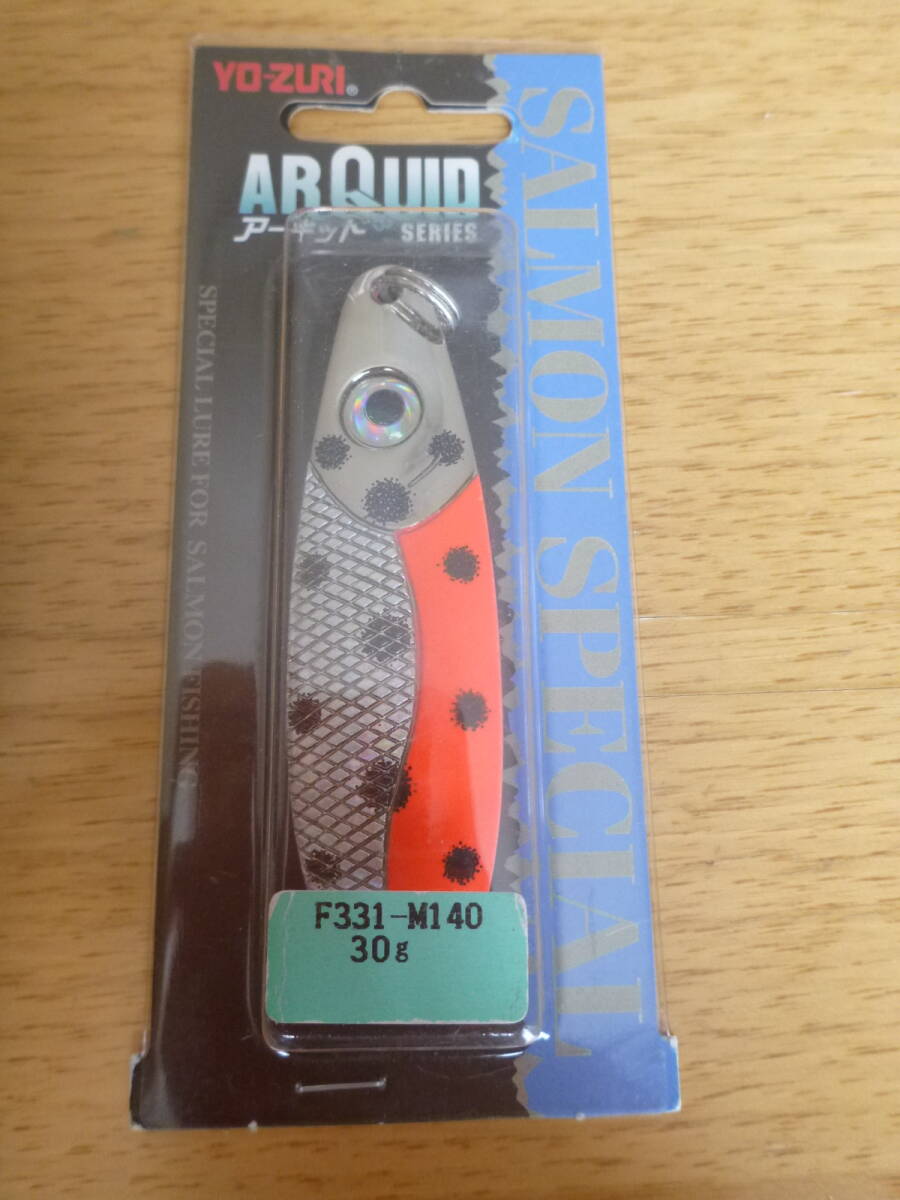 YO-ZURI®
ARQUID
アーキッド
SERIES
SALMON SPECIAL
SPECIAL LURE FOR SALMON FISHING
F331-M140
30g